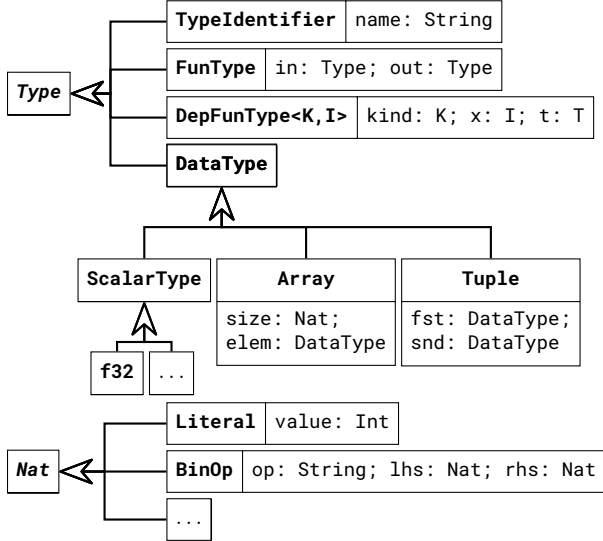 TypeIdentifier name: String
FunType in: Type; out: Type
Type
DepFunType<K,I> kind: K; x: I; t: T
DataType
ScalarType Array Tuple
size: Nat; fst: DataType;
elem: DataType snd: DataType
f32 ...
Literal value: Int
Nat BinOp op: String; lhs: Nat; rhs: Nat
...